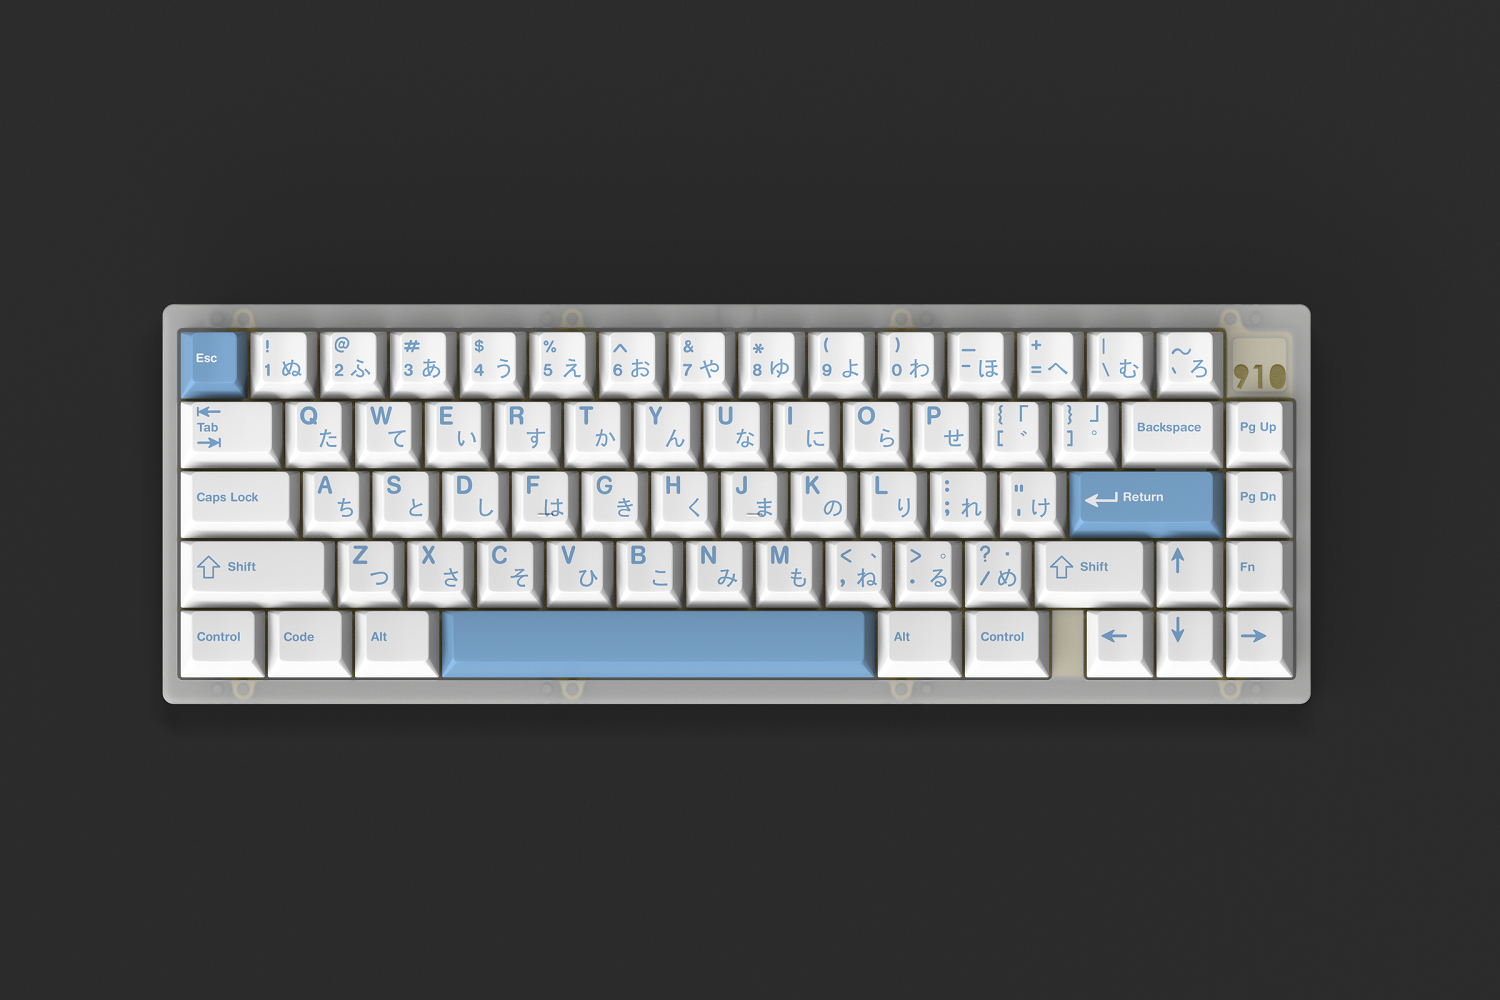 Esc ! 1 ぬ @ 2 ふ # 3 あ $ 4 う % 5 え ^ 6 お & 7 や * 8 ゆ ( 9 よ ) 0 わ — - ほ + = へ | \ む ~ ` ろ 910
Tab Q た W て E い R す T か Y ん U な I に O ら P せ { 「 [ ゛ } 」 ] ゜ Backspace Pg Up
Caps Lock A ち S と D し F は G き H く J ま K の L り : ; れ " ' け Return Pg Dn
Shift Z つ X さ C そ V ひ B こ N み M も < 、 , ね > 。 . る ? ・ / め Shift ↑ Fn
Control Code Alt Alt Control ← ↓ →